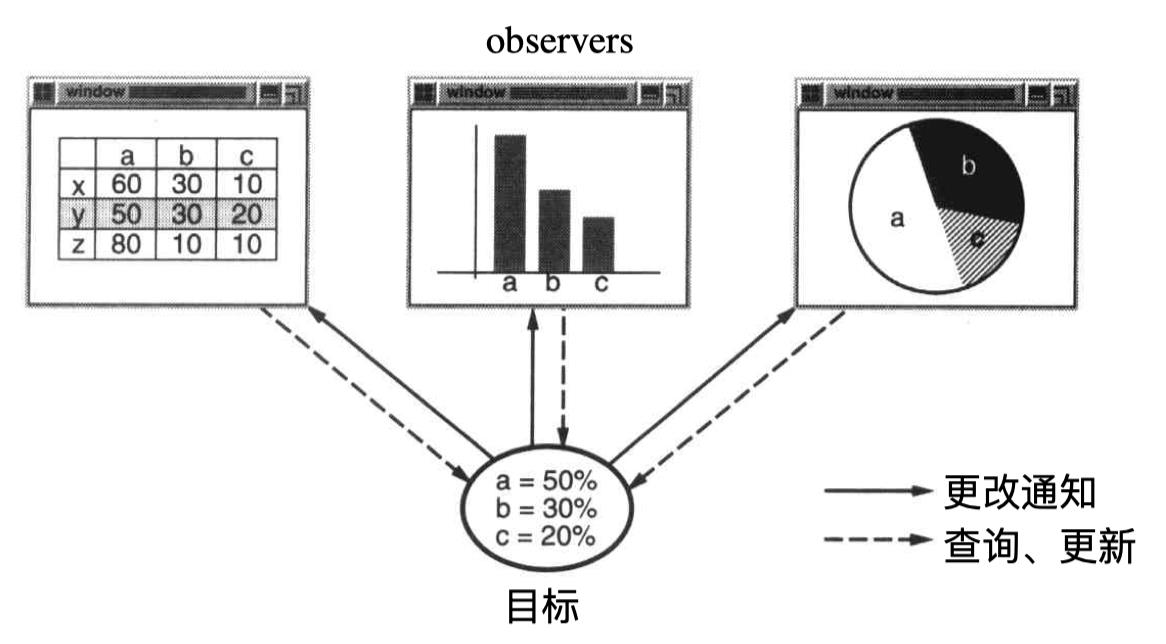 observers
window
a b c
x 60 30 10
y 50 30 20
z 80 10 10
window
a b c
window
b
a
c
a = 50%
b = 30%
c = 20%
目标
更改通知
查询、更新